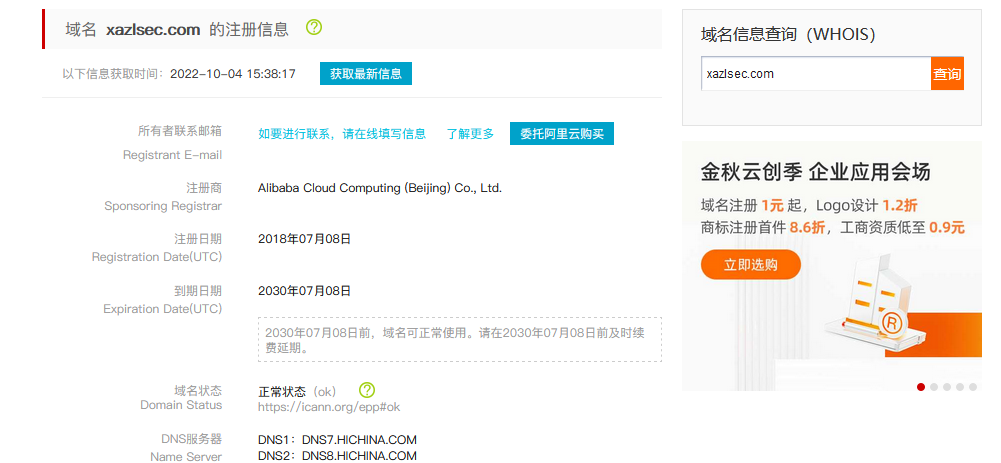 域名 xazlsec.com 的注册信息 ?
以下信息获取时间：2022-10-04 15:38:17 获取最新信息
所有者联系邮箱
Registrant E-mail
如要进行联系，请在线填写信息 了解更多 委托阿里云购买
注册商
Sponsoring Registrar
Alibaba Cloud Computing (Beijing) Co., Ltd.
注册日期
Registration Date(UTC)
2018年07月08日
到期日期
Expiration Date(UTC)
2030年07月08日
2030年07月08日前，域名可正常使用。请在2030年07月08日前及时续
费延期。
域名状态
Domain Status
正常状态（ok） ?
https://icann.org/epp#ok
DNS服务器
Name Server
DNS1：DNS7.HICHINA.COM
DNS2：DNS8.HICHINA.COM
域名信息查询（WHOIS）
xazlsec.com 查询
金秋云创季 企业应用会场
域名注册 1元 起，Logo设计 1.2折
商标注册首件 8.6折，工商资质低至 0.9元
立即选购
R